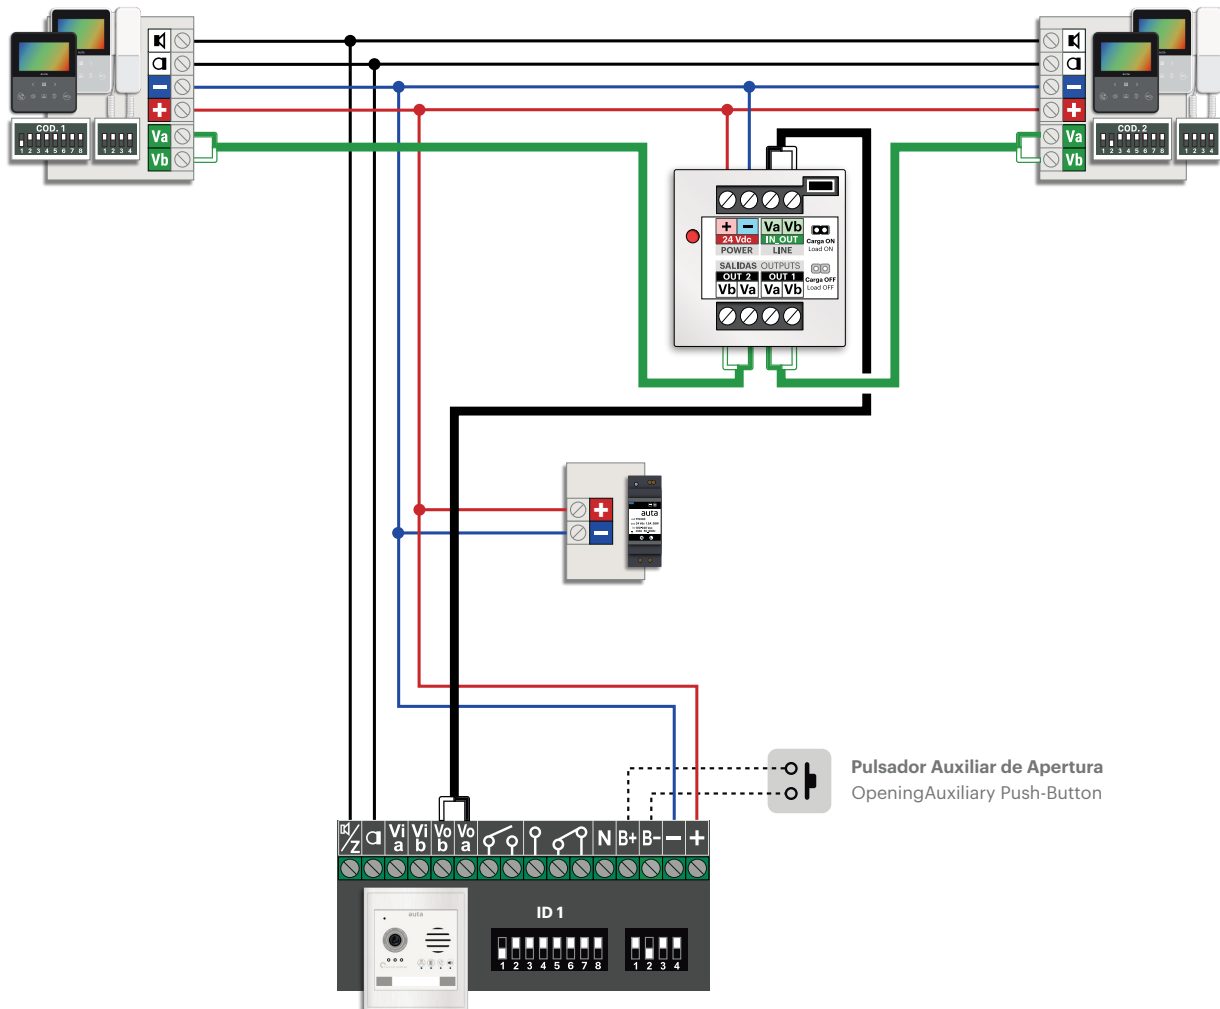 Va
Vb
COD. 1
1 2 3 4 5 6 7 8
1 2 3 4
Va
Vb
COD. 2
1 2 3 4 5 6 7 8
1 2 3 4
+ − Va Vb
24 Vdc IN_OUT
POWER LINE
Carga ON
Load ON
SALIDAS OUTPUTS
OUT 2 OUT 1
Vb Va Va Vb
Carga OFF
Load OFF
+
auta
−
Pulsador Auxiliar de Apertura
OpeningAuxiliary Push-Button
/Z Via Vib Vob Voa N B+ B− − +
auta
ID 1
1 2 3 4 5 6 7 8
1 2 3 4